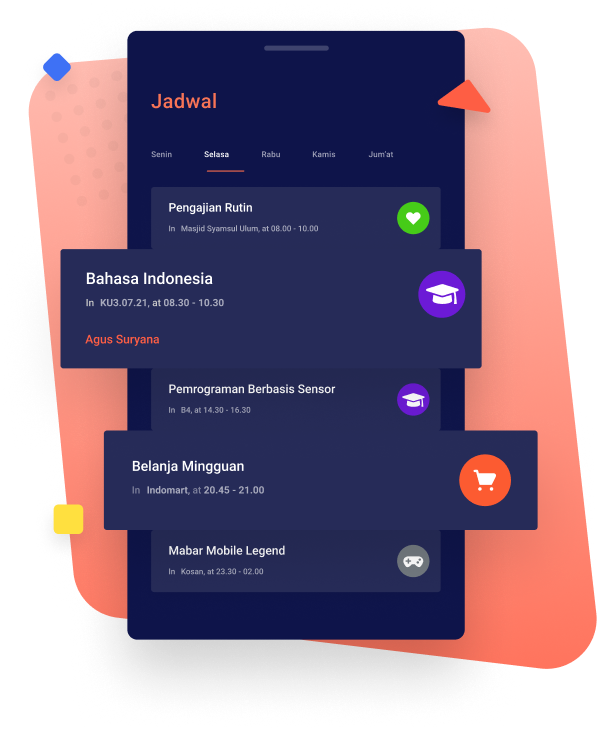 Jadwal
Senin Selasa Rabu Kamis Jum'at
Pengajian Rutin
In Masjid Syamsul Ulum, at 08.00 - 10.00
Bahasa Indonesia
In KU3.07.21, at 08.30 - 10.30
Agus Suryana
Pemrograman Berbasis Sensor
In B4, at 14.30 - 16.30
Belanja Mingguan
In Indomart, at 20.45 - 21.00
Mabar Mobile Legend
In Kosan, at 23.30 - 02.00